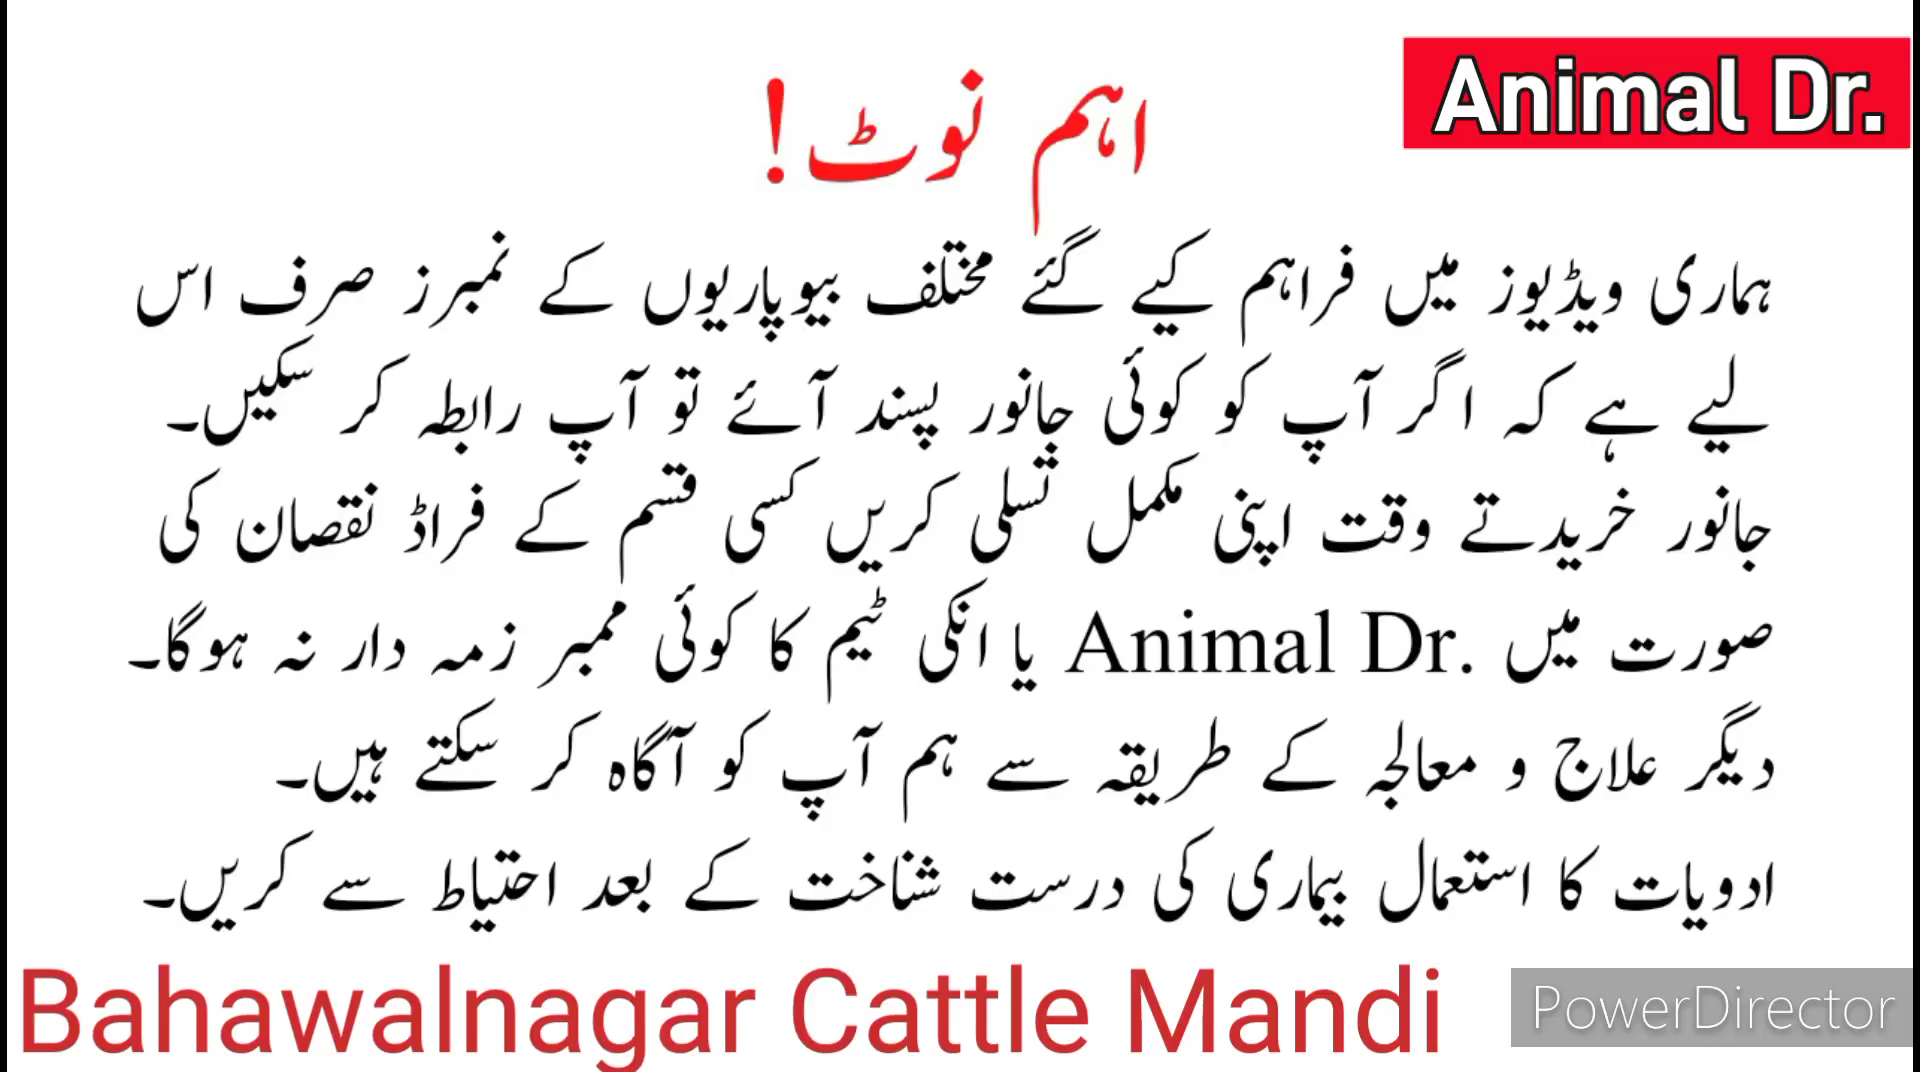 Animal Dr.
اہم نوٹ!
ہماری ویڈیوز میں فراہم کیے گئے مختلف بیوپاریوں کے نمبرز صرف اس
لیے ہے کہ اگر آپ کو کوئی جانور پسند آئے تو آپ رابطہ کر سکیں۔
جانور خریدتے وقت اپنی مکمل تسلی کریں کسی قسم کے فراڈ نقصان کی
صورت میں Animal Dr. یا انکی ٹیم کا کوئی ممبر زمہ دار نہ ہوگا۔
دیگر علاج و معالجہ کے طریقہ سے ہم آپ کو آگاہ کر سکتے ہیں۔
ادویات کا استعمال بیماری کی درست شناخت کے بعد احتیاط سے کریں۔
Bahawalnagar Cattle Mandi
PowerDirector